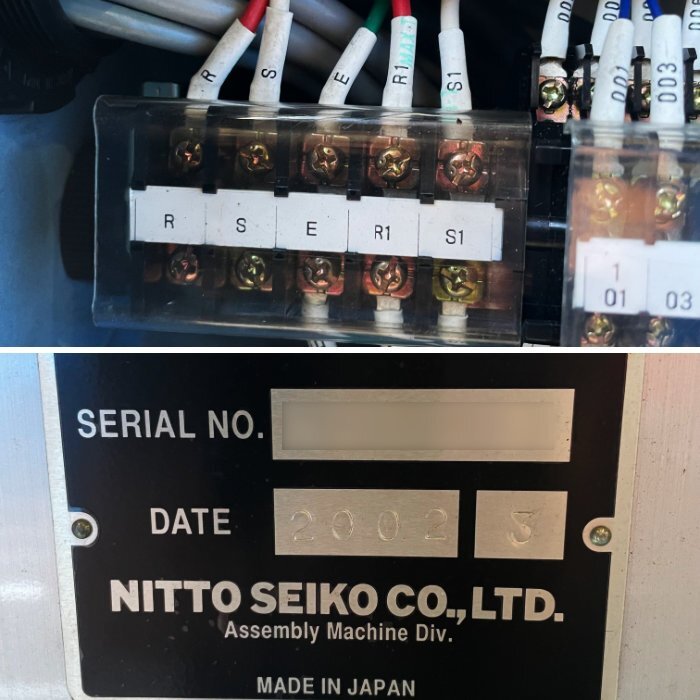 R S E R1 S1
001 003
R S E R1 S1
1
01 03
SERIAL NO.
DATE 2002 3
NITTO SEIKO CO., LTD.
Assembly Machine Div.
MADE IN JAPAN